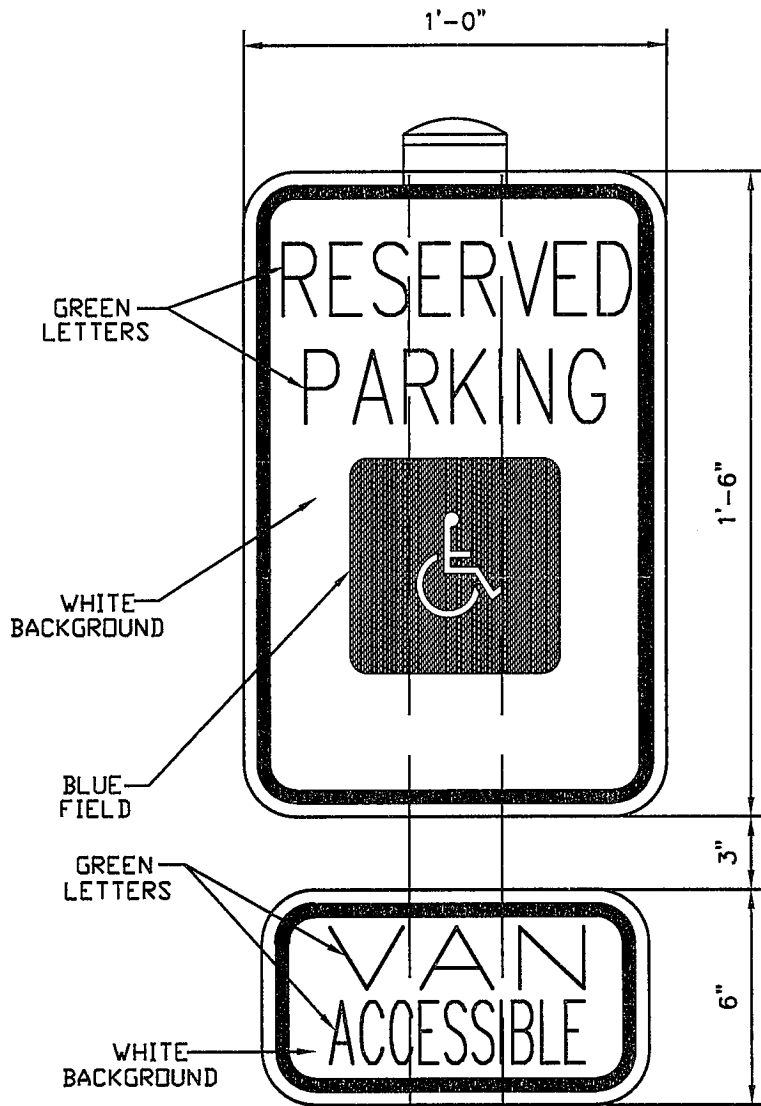 1'-0"
RESERVED
PARKING
GREEN
LETTERS
1'-6"
WHITE
BACKGROUND
BLUE
FIELD
3"
GREEN
LETTERS
VAN
ACCESSIBLE
6"
WHITE
BACKGROUND